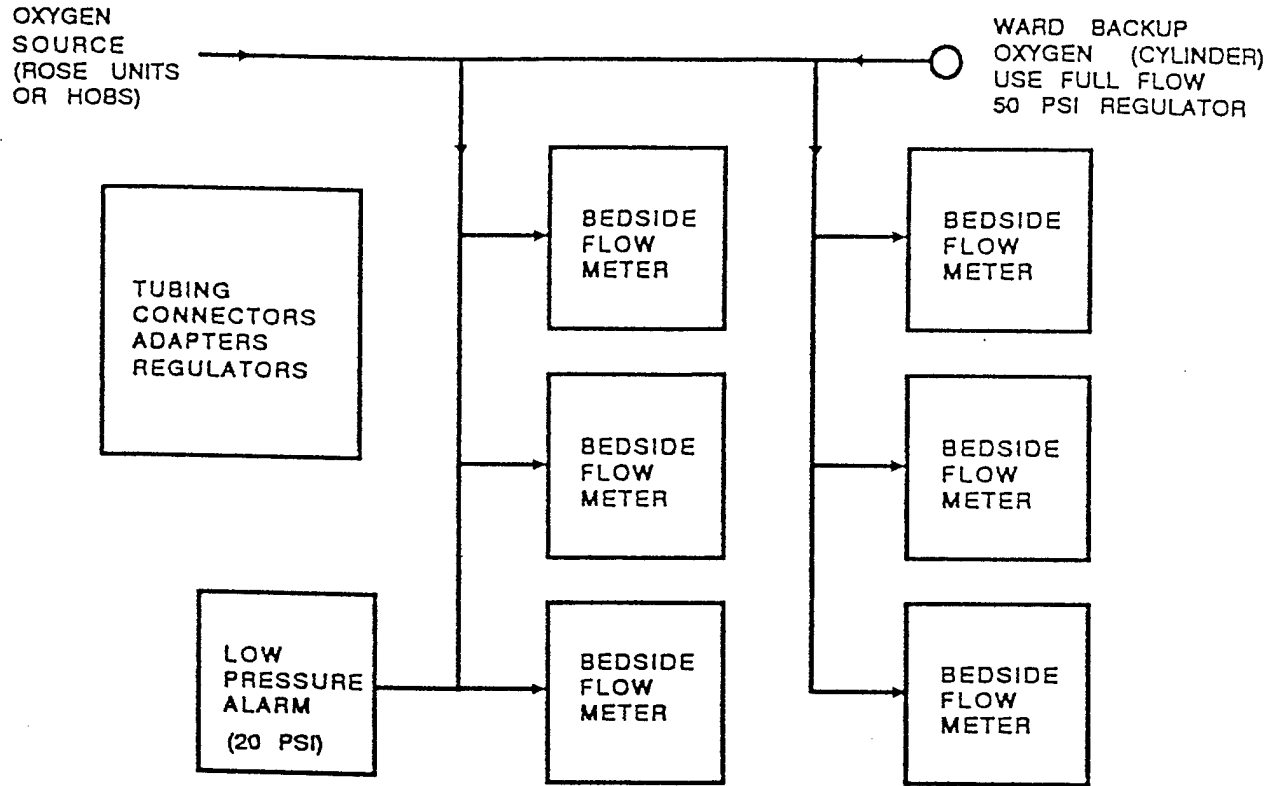 OXYGEN
SOURCE
(ROSE UNITS
OR HOBS)
WARD BACKUP
OXYGEN (CYLINDER)
USE FULL FLOW
50 PSI REGULATOR
TUBING
CONNECTORS
ADAPTERS
REGULATORS
BEDSIDE
FLOW
METER
BEDSIDE
FLOW
METER
BEDSIDE
FLOW
METER
BEDSIDE
FLOW
METER
LOW
PRESSURE
ALARM
(20 PSI)
BEDSIDE
FLOW
METER
BEDSIDE
FLOW
METER